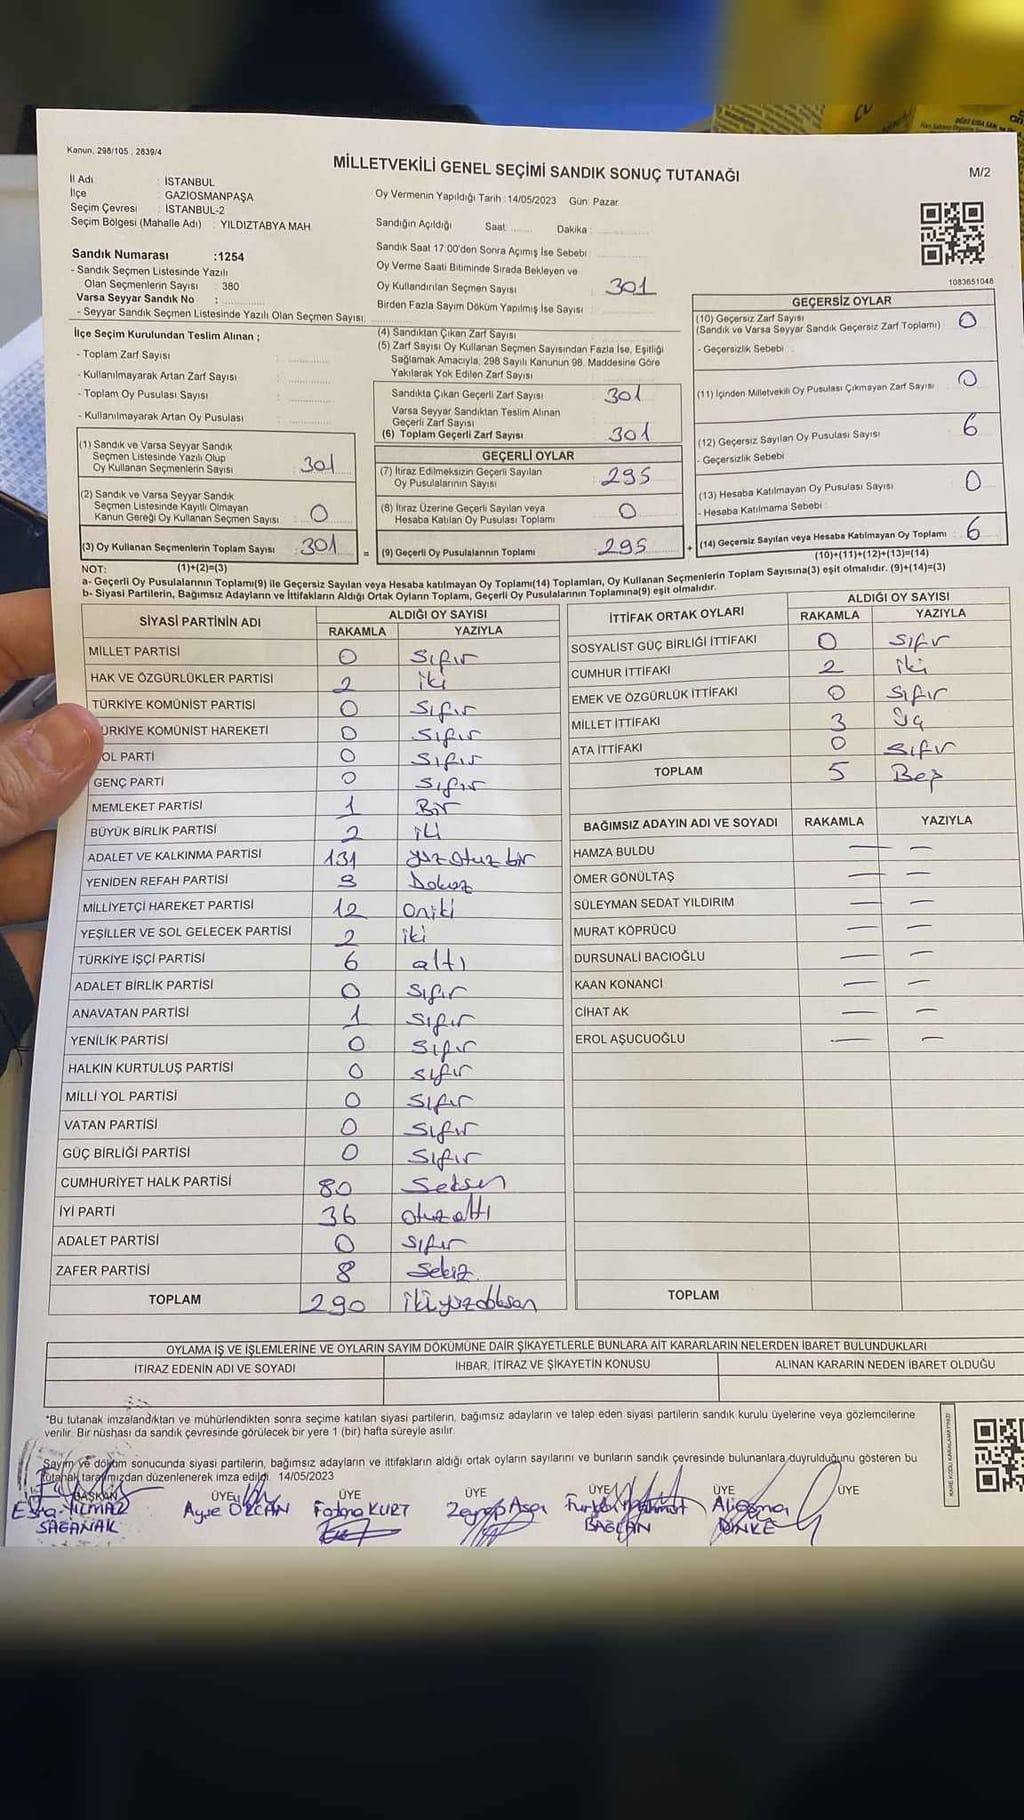 Kanun, 298/105 , 2839/4
MİLLETVEKİLİ GENEL SEÇİMİ SANDIK SONUÇ TUTANAĞI
M/2
İl Adı : İSTANBUL
İlçe : GAZİOSMANPAŞA
Seçim Çevresi : İSTANBUL-2
Seçim Bölgesi (Mahalle Adı) : YILDIZTABYA MAH
Oy Vermenin Yapıldığı Tarih : 14/05/2023 Gün: Pazar
Sandığın Açıldığı Saat ...... Dakika : ......
Sandık Saat 17:00'den Sonra Açımış İse Sebebi :
Oy Verme Saati Bitiminde Sırada Bekleyen ve
Oy Kullandırılan Seçmen Sayısı : 301
Birden Fazla Sayım Döküm Yapılmış İse Sayısı :
Sandık Numarası :1254
- Sandık Seçmen Listesinde Yazılı
Olan Seçmenlerin Sayısı : 380
Varsa Seyyar Sandık No :
- Seyyar Sandık Seçmen Listesinde Yazılı Olan Seçmen Sayısı:
1083651046
İlçe Seçim Kurulundan Teslim Alınan ;
- Toplam Zarf Sayısı :
- Kullanılmayarak Artan Zarf Sayısı :
- Toplam Oy Pusulası Sayısı :
- Kullanılmayarak Artan Oy Pusulası :
(1) Sandık ve Varsa Seyyar Sandık
Seçmen Listesinde Yazılı Olup
Oy Kullanan Seçmenlerin Sayısı : 301
(2) Sandık ve Varsa Seyyar Sandık
Seçmen Listesinde Kayıtlı Olmayan
Kanun Gereği Oy Kullanan Seçmen Sayısı : 0
(3) Oy Kullanan Seçmenlerin Toplam Sayısı : 301
(1)+(2)=(3)
(4) Sandıktan Çıkan Zarf Sayısı :
(5) Zarf Sayısı Oy Kullanan Seçmen Sayısından Fazla İse, Eşitliği
Sağlamak Amacıyla, 298 Sayılı Kanunun 98. Maddesine Göre
Yakılarak Yok Edilen Zarf Sayısı :
Sandıkta Çıkan Geçerli Zarf Sayısı : 301
Varsa Seyyar Sandıktan Teslim Alınan
Geçerli Zarf Sayısı :
(6) Toplam Geçerli Zarf Sayısı : 301
GEÇERLİ OYLAR
(7) İtiraz Edilmeksizin Geçerli Sayılan
Oy Pusulalarının Sayısı : 295
(8) İtiraz Üzerine Geçerli Sayılan veya
Hesaba Katılan Oy Pusulası Toplamı : 0
= (9) Geçerli Oy Pusulalarının Toplamı : 295
GEÇERSİZ OYLAR
(10) Geçersiz Zarf Sayısı
(Sandık ve Varsa Seyyar Sandık Geçersiz Zarf Toplamı) : 0
- Geçersizlik Sebebi :
(11) İçinden Milletvekili Oy Pusulası Çıkmayan Zarf Sayısı : 0
(12) Geçersiz Sayılan Oy Pusulası Sayısı : 6
- Geçersizlik Sebebi :
(13) Hesaba Katılmayan Oy Pusulası Sayısı : 0
- Hesaba Katılmama Sebebi :
+ (14) Geçersiz Sayılan veya Hesaba Katılmayan Oy Toplamı : 6
(10)+(11)+(12)+(13)=(14)
NOT:
a- Geçerli Oy Pusulalarının Toplamı(9) ile Geçersiz Sayılan veya Hesaba katılmayan Oy Toplamı(14) Toplamları, Oy Kullanan Seçmenlerin Toplam Sayısına(3) eşit olmalıdır. (9)+(14)=(3)
b- Siyasi Partilerin, Bağımsız Adayların ve İttifakların Aldığı Ortak Oyların Toplamı, Geçerli Oy Pusulalarının Toplamına(9) eşit olmalıdır.
SİYASİ PARTİNİN ADI ALDIĞI OY SAYISI
RAKAMLA YAZIYLA
MİLLET PARTİSİ 0 Sıfır
HAK VE ÖZGÜRLÜKLER PARTİSİ 2 iki
TÜRKİYE KOMÜNİST PARTİSİ 0 Sıfır
ÜRKİYE KOMÜNİST HAREKETİ 0 Sıfır
OL PARTİ 0 Sıfır
GENÇ PARTİ 0 Sıfır
MEMLEKET PARTİSİ 1 Bir
BÜYÜK BİRLİK PARTİSİ 2 iki
ADALET VE KALKINMA PARTİSİ 131 yüzotuz bir
YENİDEN REFAH PARTİSİ 9 Dokuz
MİLLİYETÇİ HAREKET PARTİSİ 12 Oniki
YEŞİLLER VE SOL GELECEK PARTİSİ 2 iki
TÜRKİYE İŞÇİ PARTİSİ 6 altı
ADALET BİRLİK PARTİSİ 0 Sıfır
ANAVATAN PARTİSİ 1 Sıfır
YENİLİK PARTİSİ 0 Sıfır
HALKIN KURTULUŞ PARTİSİ 0 Sıfır
MİLLİ YOL PARTİSİ 0 Sıfır
VATAN PARTİSİ 0 Sıfır
GÜÇ BİRLİĞİ PARTİSİ 0 Sıfır
CUMHURİYET HALK PARTİSİ 80 Seksen
İYİ PARTİ 36 otuzaltı
ADALET PARTİSİ 0 Sıfır
ZAFER PARTİSİ 8 Sekiz
TOPLAM 290 ikiyüzdoksan
İTTİFAK ORTAK OYLARI ALDIĞI OY SAYISI
RAKAMLA YAZIYLA
SOSYALİST GÜÇ BİRLİĞİ İTTİFAKI 0 Sıfır
CUMHUR İTTİFAKI 2 iki
EMEK VE ÖZGÜRLÜK İTTİFAKI 0 Sıfır
MİLLET İTTİFAKI 3 Üç
ATA İTTİFAKI 0 Sıfır
TOPLAM 5 Beş
BAĞIMSIZ ADAYIN ADI VE SOYADI RAKAMLA YAZIYLA
HAMZA BULDU — —
ÖMER GÖNÜLTAŞ — —
SÜLEYMAN SEDAT YILDIRIM — —
MURAT KÖPRÜCÜ — —
DURSUNALİ BACIOĞLU — —
KAAN KONANCİ — —
CİHAT AK — —
EROL AŞUCUOĞLU — —
TOPLAM
OYLAMA İŞ VE İŞLEMLERİNE VE OYLARIN SAYIM DÖKÜMÜNE DAİR ŞİKAYETLERLE BUNLARA AİT KARARLARIN NELERDEN İBARET BULUNDUKLARI
İTİRAZ EDENİN ADI VE SOYADI İHBAR, İTİRAZ VE ŞİKAYETİN KONUSU ALINAN KARARIN NEDEN İBARET OLDUĞU
*Bu tutanak imzalandıktan ve mühürlendikten sonra seçime katılan siyasi partilerin, bağımsız adayların ve talep eden siyasi partilerin sandık kurulu üyelerine veya gözlemcilerine
verilir. Bir nüshası da sandık çevresinde görülecek bir yere 1 (bir) hafta süreyle asılır.
Sayım ve döküm sonucunda siyasi partilerin, bağımsız adayların ve ittifakların aldığı ortak oyların sayılarını ve bunların sandık çevresinde bulunanlara duyrulduğunu gösteren bu
tutanak tarafımızdan düzenlenerek imza edildi. 14/05/2023
BAŞKAN ÜYE ÜYE ÜYE ÜYE ÜYE ÜYE
Esra YILMAZ SAĞANAK
Ayşe ÖZCAN
Fatma KURT
Zeynep
BAĞLAN
KARE KODU KARALAMAYINIZ!